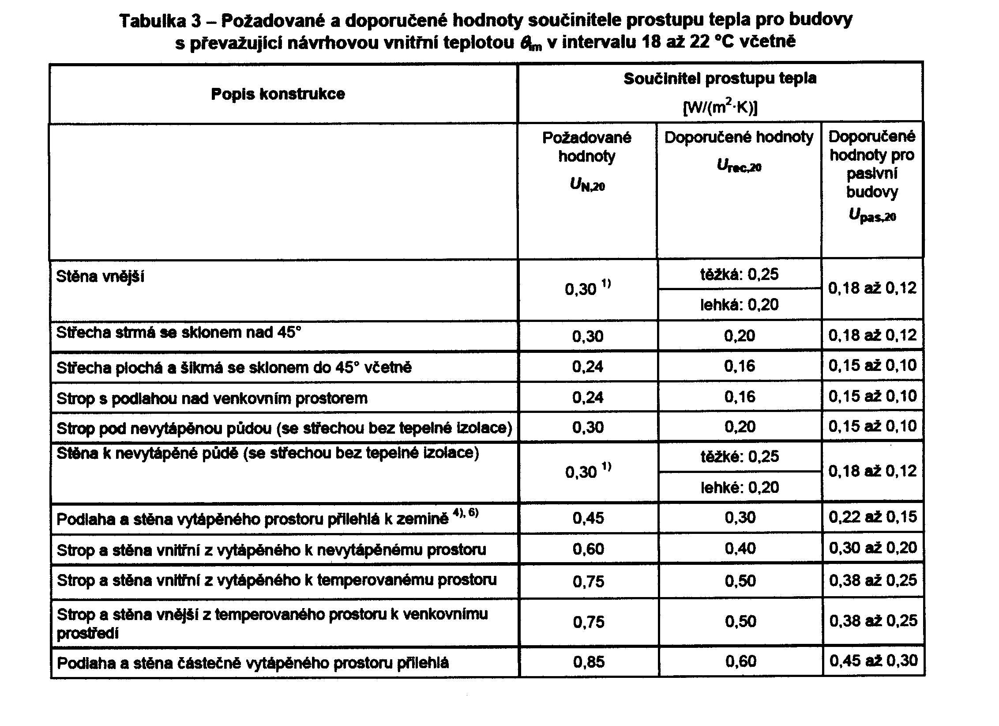 Tabulka 3 – Požadované a doporučené hodnoty součinitele prostupu tepla pro budovy
s převažující návrhovou vnitřní teplotou θim v intervalu 18 až 22 °C včetně
Popis konstrukce
Součinitel prostupu tepla
[W/(m²·K)]
Požadované
hodnoty
UN,20
Doporučené hodnoty
Urec,20
Doporučené
hodnoty pro
pasivní
budovy
Upas,20
Stěna vnější
0,30 1)
těžká: 0,25
lehká: 0,20
0,18 až 0,12
Střecha strmá se sklonem nad 45° 0,30 0,20 0,18 až 0,12
Střecha plochá a šikmá se sklonem do 45° včetně 0,24 0,16 0,15 až 0,10
Strop s podlahou nad venkovním prostorem 0,24 0,16 0,15 až 0,10
Strop pod nevytápěnou půdou (se střechou bez tepelné izolace) 0,30 0,20 0,15 až 0,10
Stěna k nevytápěné půdě (se střechou bez tepelné izolace)
0,30 1)
těžké: 0,25
lehké: 0,20
0,18 až 0,12
Podlaha a stěna vytápěného prostoru přilehlá k zemině 4), 6) 0,45 0,30 0,22 až 0,15
Strop a stěna vnitřní z vytápěného k nevytápěnému prostoru 0,60 0,40 0,30 až 0,20
Strop a stěna vnitřní z vytápěného k temperovanému prostoru 0,75 0,50 0,38 až 0,25
Strop a stěna vnější z temperovaného prostoru k venkovnímu
prostředí
0,75 0,50 0,38 až 0,25
Podlaha a stěna částečně vytápěného prostoru přilehlá 0,85 0,60 0,45 až 0,30